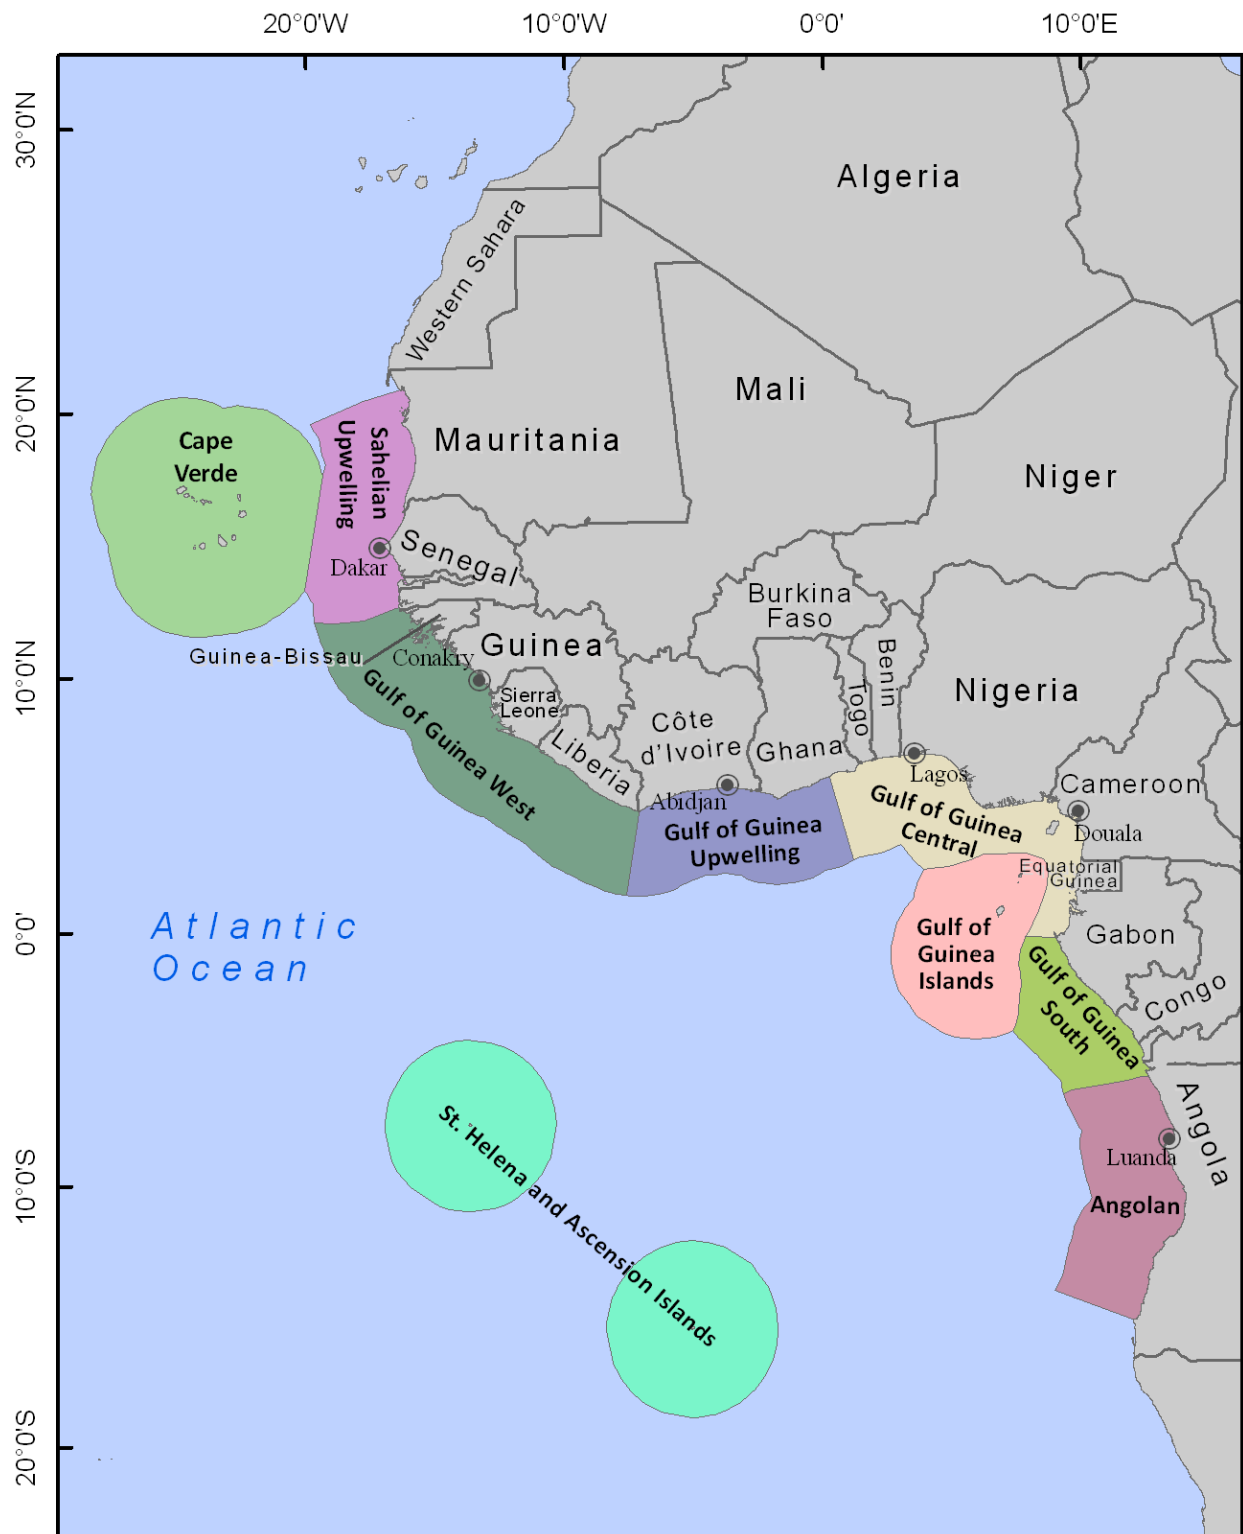 20°0'W
10°0'W
0°0'
10°0'E
30°0'N
20°0'N
10°0'N
0°0'
10°0'S
20°0'S
Algeria
Western Sahara
Mali
Mauritania
Niger
Cape
Verde
Sahelian
Upwelling
Dakar
Senegal
Burkina
Faso
Guinea-Bissau
Guinea
Conakry
Sierra
Leone
Liberia
Côte
d'Ivoire
Ghana
Togo
Benin
Nigeria
Lagos
Abidjan
Cameroon
Douala
Gulf of Guinea West
Gulf of Guinea
Upwelling
Gulf of Guinea
Central
Equatorial
Guinea
Gabon
Congo
Gulf of
Guinea
Islands
Gulf of Guinea
South
Atlantic
Ocean
St. Helena and Ascension Islands
Angola
Luanda
Angolan